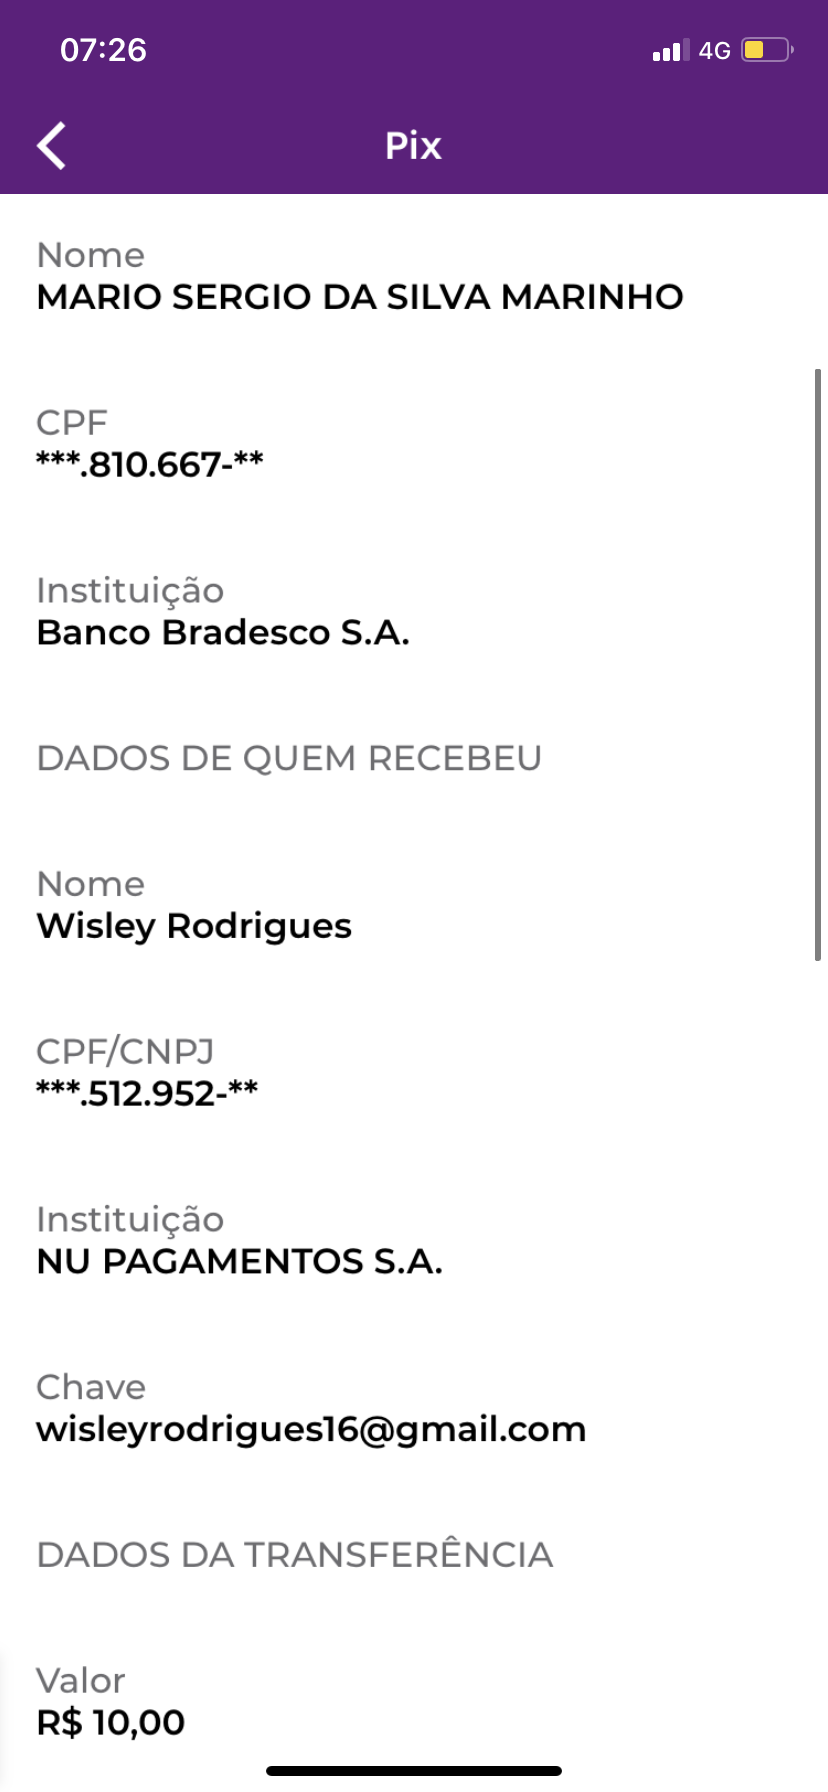 07:26
4G
Pix
Nome
MARIO SERGIO DA SILVA MARINHO
CPF
***.810.667-**
Instituição
Banco Bradesco S.A.
DADOS DE QUEM RECEBEU
Nome
Wisley Rodrigues
CPF/CNPJ
***.512.952-**
Instituição
NU PAGAMENTOS S.A.
Chave
wisleyrodrigues16@gmail.com
DADOS DA TRANSFERÊNCIA
Valor
R$ 10,00